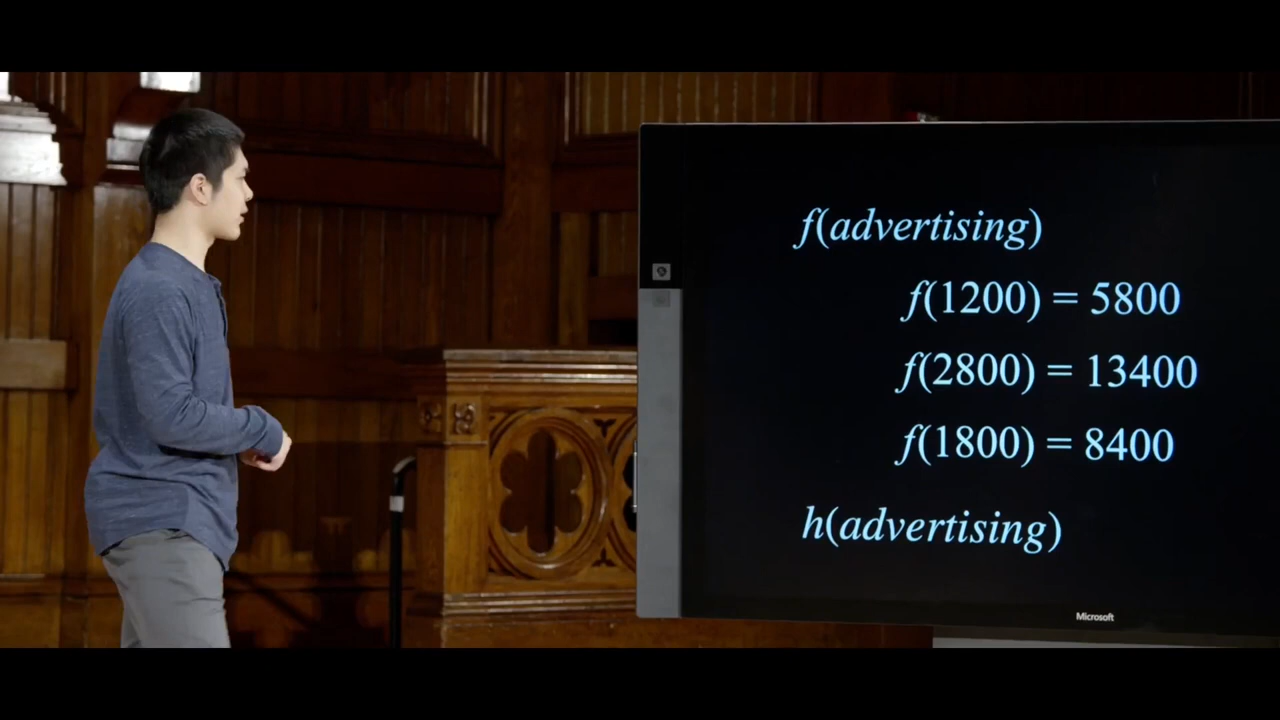 f(advertising)
f(1200) = 5800
f(2800) = 13400
f(1800) = 8400
h(advertising)
Microsoft